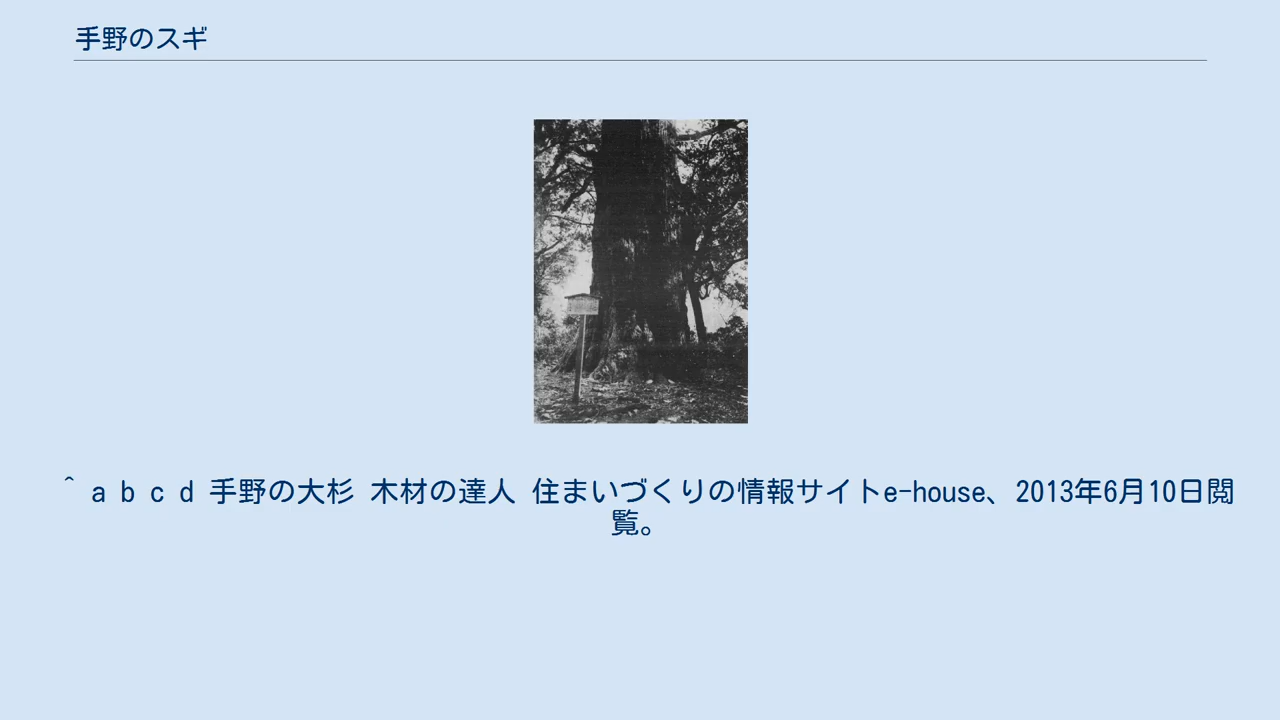 手野のスギ
^ a b c d 手野の大杉 木材の達人 住まいづくりの情報サイトe-house、2013年6月10日閲
覧。